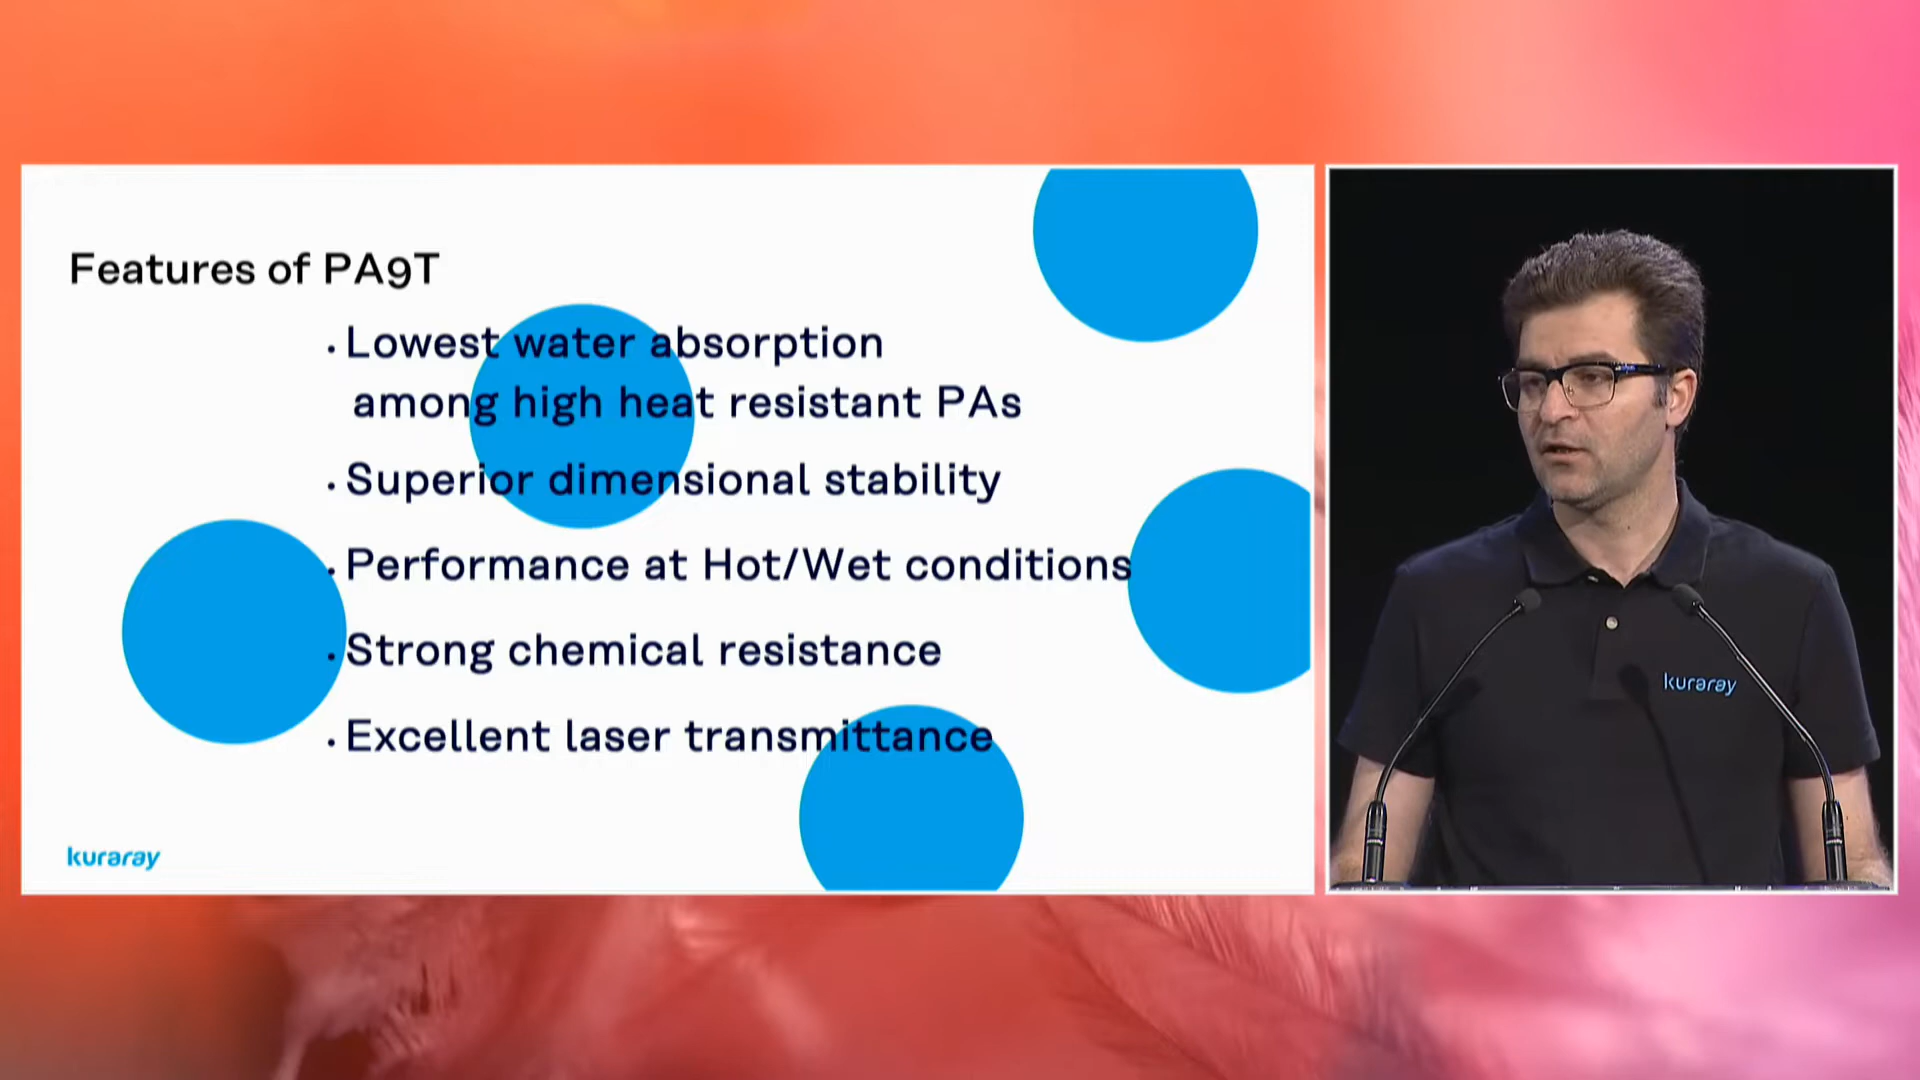 Features of PA9T
• Lowest water absorption
among high heat resistant PAs
• Superior dimensional stability
• Performance at Hot/Wet conditions
• Strong chemical resistance
• Excellent laser transmittance
kuraray
kuraray